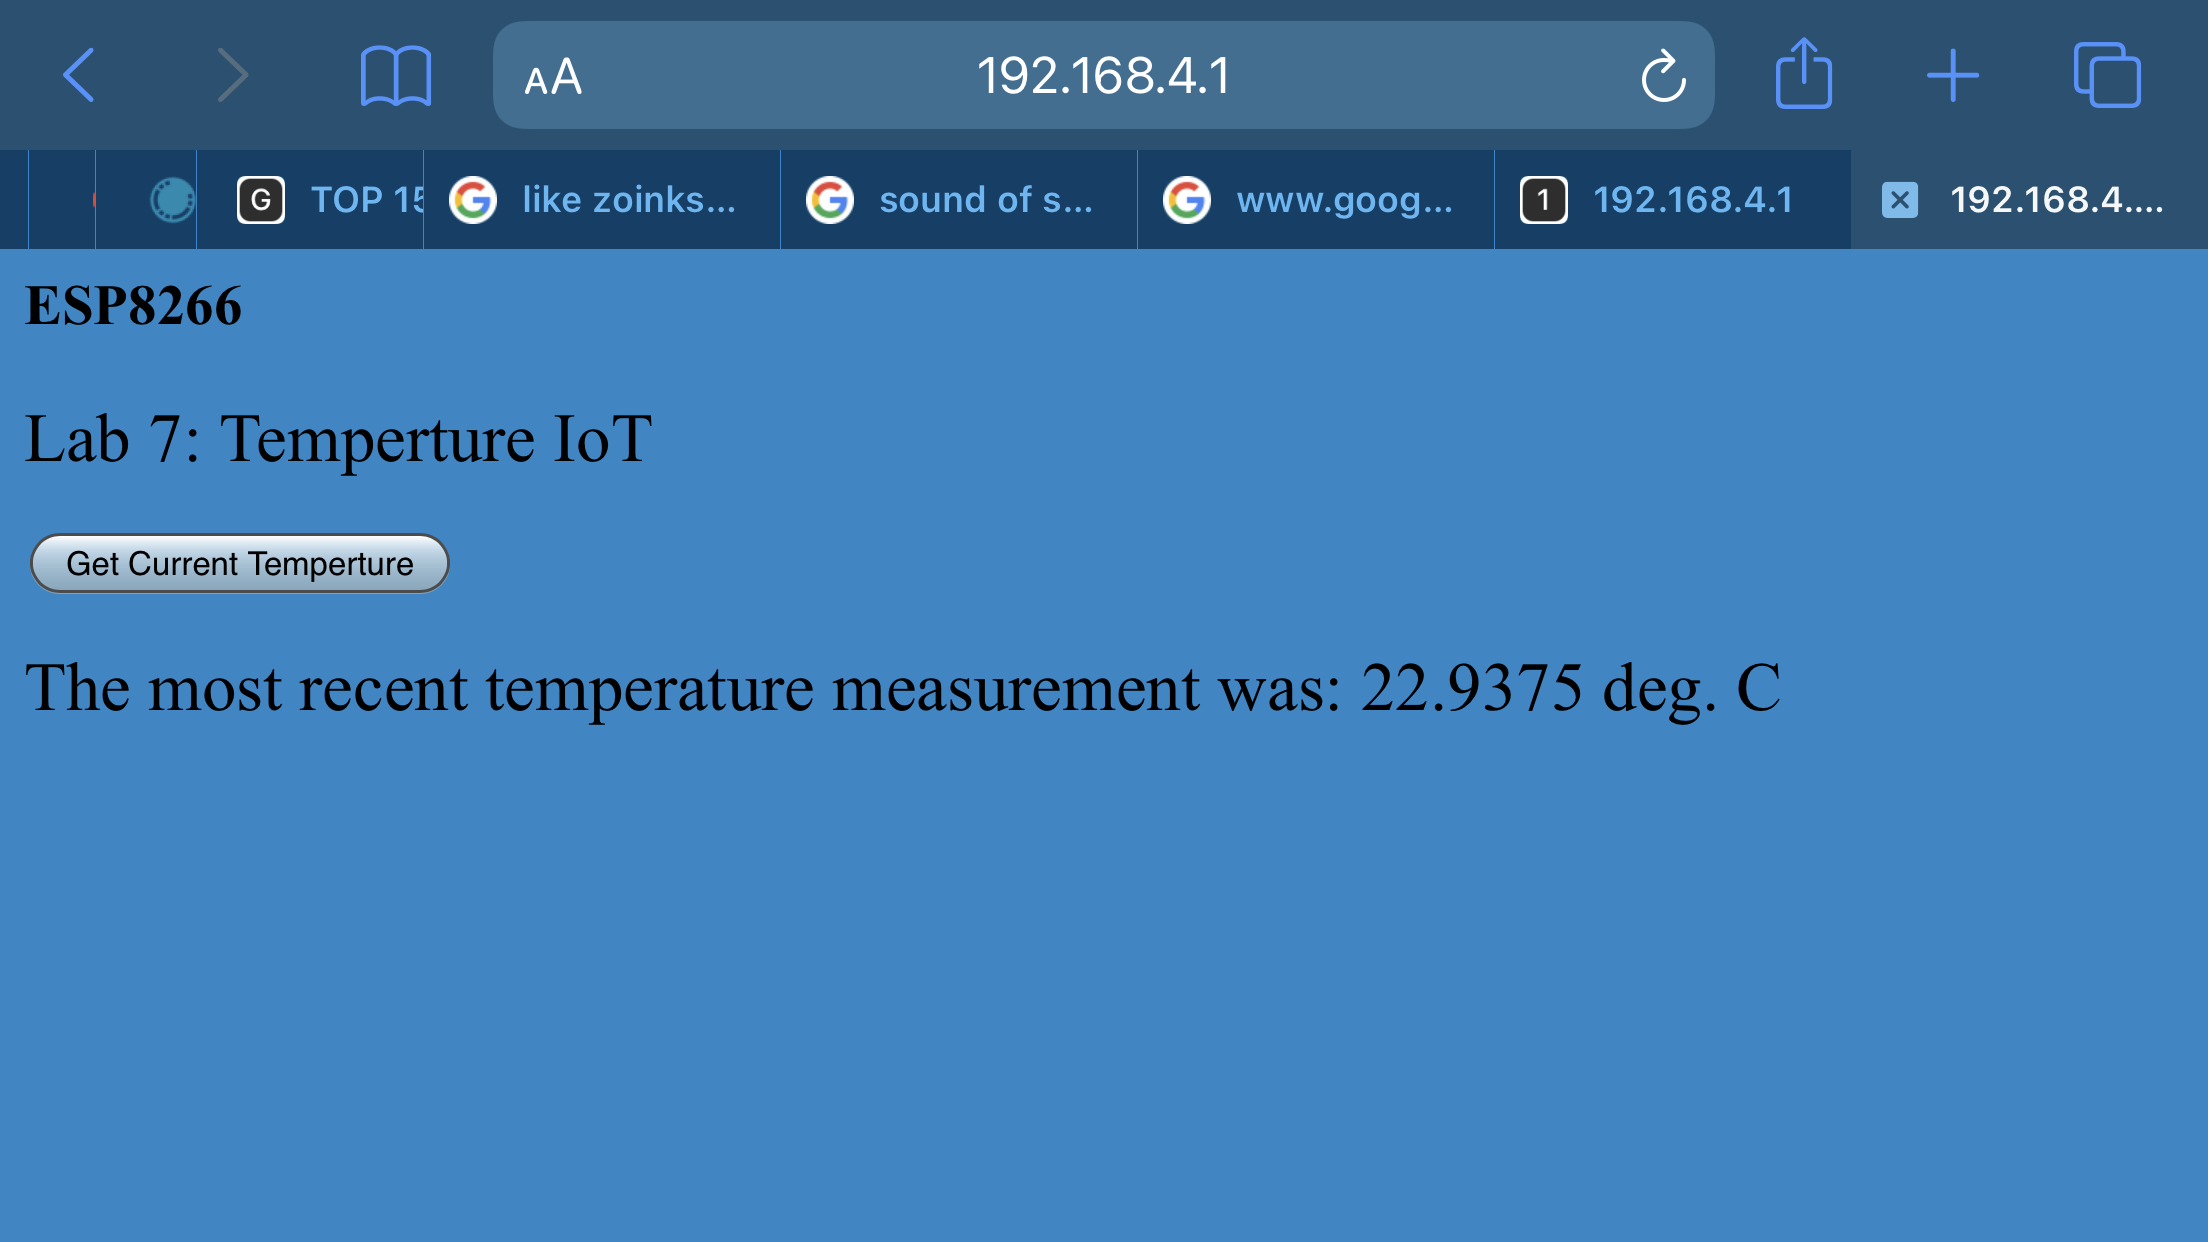 AA 192.168.4.1
G TOP 15 like zoinks... sound of s... www.goog... 1 192.168.4.1 192.168.4....
ESP8266
Lab 7: Temperture IoT
Get Current Temperture
The most recent temperature measurement was: 22.9375 deg. C